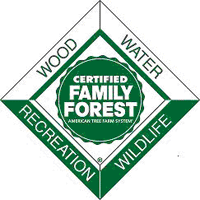 WOOD
WATER
CERTIFIED
FAMILY
FOREST
AMERICAN TREE FARM SYSTEM
RECREATION
WILDLIFE
®